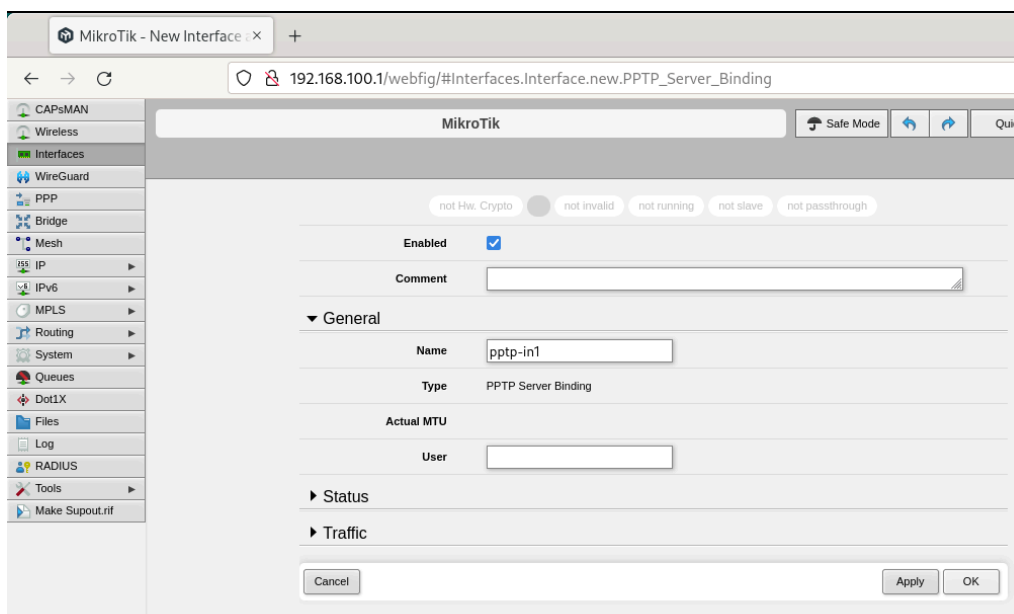 MikroTik - New Interface a ×
+
192.168.100.1/webfig/#Interfaces.Interface.new.PPTP_Server_Binding
CAPsMAN
Wireless
Interfaces
WireGuard
PPP
Bridge
Mesh
IP
IPv6
MPLS
Routing
System
Queues
Dot1X
Files
Log
RADIUS
Tools
Make Supout.rif
MikroTik
Safe Mode
not Hw. Crypto not invalid not running not slave not passthrough
Enabled
Comment
General
Name pptp-in1
Type PPTP Server Binding
Actual MTU
User
Status
Traffic
Cancel Apply OK